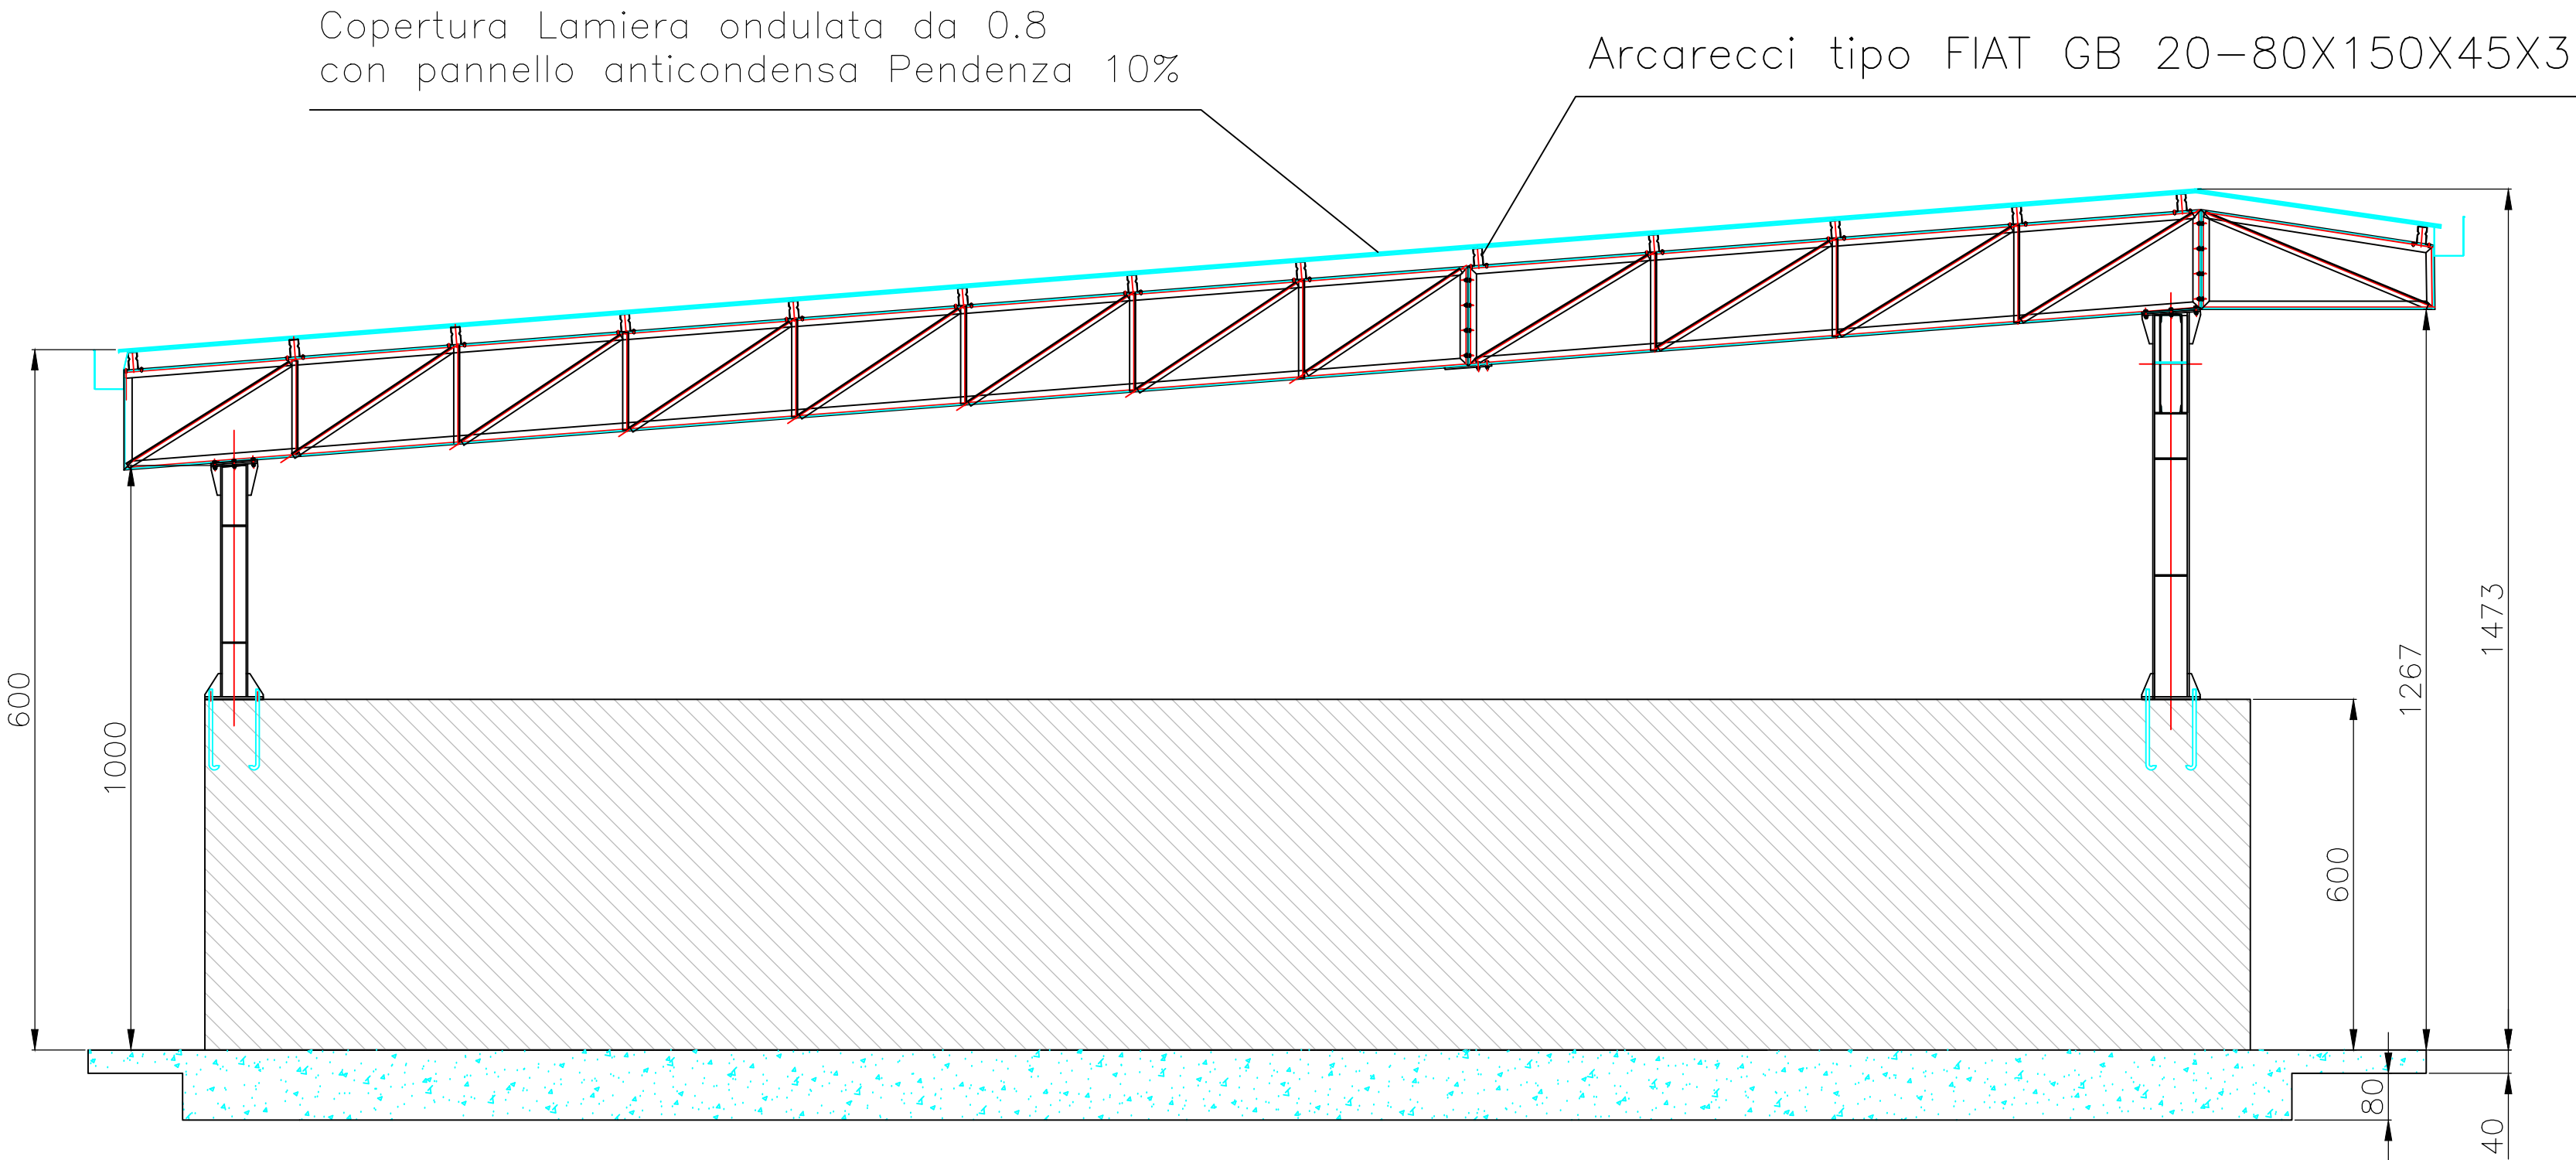 Copertura Lamiera ondulata da 0.8
con pannello anticondensa Pendenza 10%
Arcarecci tipo FIAT GB 20-80X150X45X3
600
1000
1473
1267
600
80
40